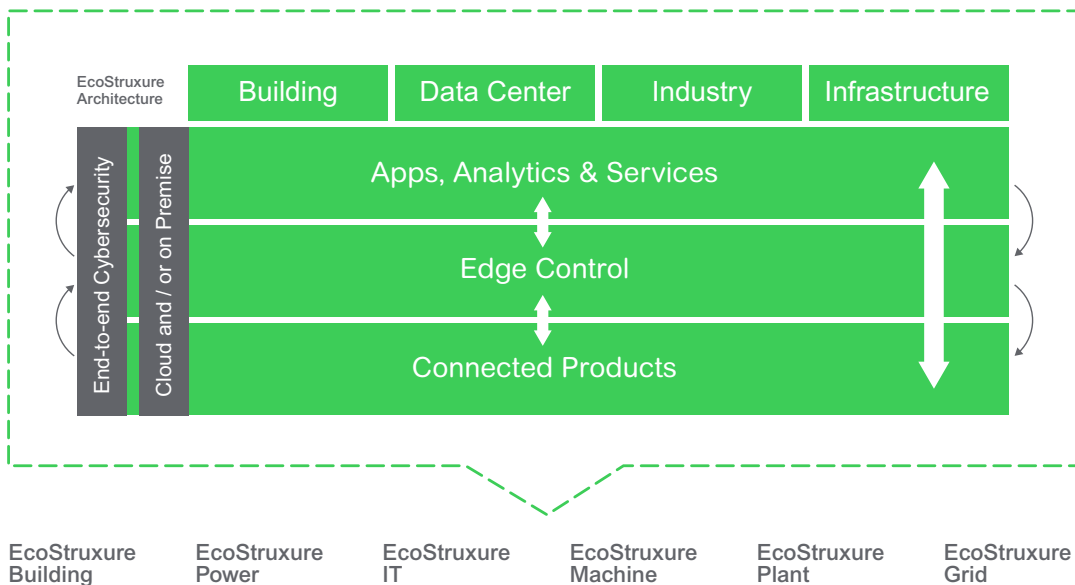 EcoStruxure
Architecture
Building
Data Center
Industry
Infrastructure
End-to-end Cybersecurity
Cloud and / or on Premise
Apps, Analytics & Services
Edge Control
Connected Products
EcoStruxure
Building
EcoStruxure
Power
EcoStruxure
IT
EcoStruxure
Machine
EcoStruxure
Plant
EcoStruxure
Grid